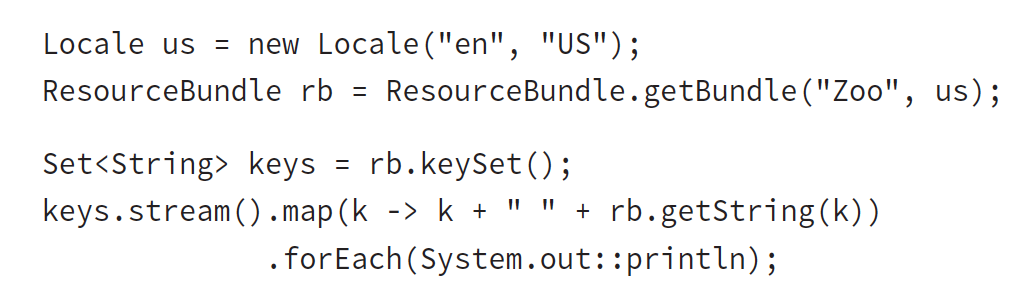 Locale us = new Locale("en", "US");
ResourceBundle rb = ResourceBundle.getBundle("Zoo", us);
Set<String> keys = rb.keySet();
keys.stream().map(k -> k + " " + rb.getString(k))
.forEach(System.out::println);